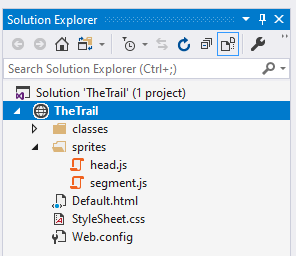 Solution Explorer
Search Solution Explorer (Ctrl+;)
Solution 'TheTrail' (1 project)
TheTrail
classes
sprites
head.js
segment.js
Default.html
StyleSheet.css
Web.config